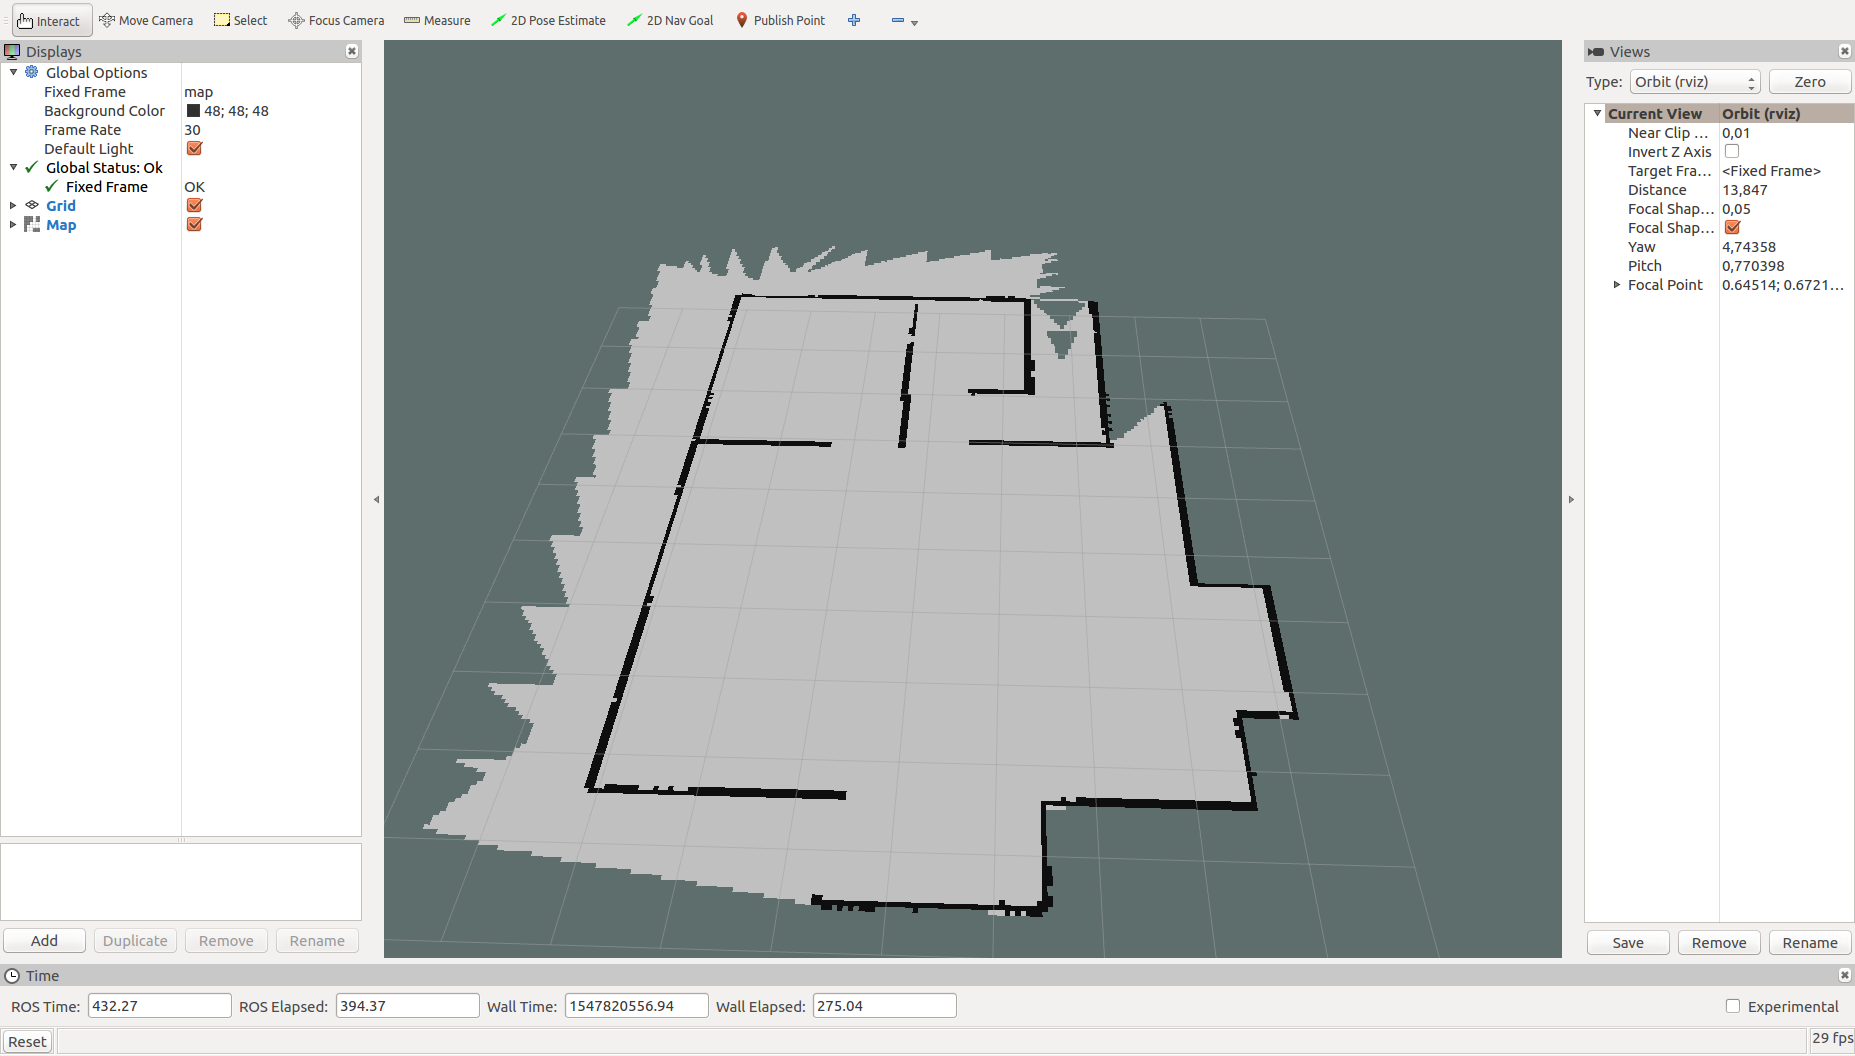 Interact Move Camera Select Focus Camera Measure 2D Pose Estimate 2D Nav Goal Publish Point
Displays
Global Options
Fixed Frame map
Background Color 48; 48; 48
Frame Rate 30
Default Light
Global Status: Ok
Fixed Frame OK
Grid
Map
Add Duplicate Remove Rename
Views
Type: Orbit (rviz) Zero
Current View Orbit (rviz)
Near Clip ... 0,01
Invert Z Axis
Target Fra... <Fixed Frame>
Distance 13,847
Focal Shap... 0,05
Focal Shap...
Yaw 4,74358
Pitch 0,770398
Focal Point 0.64514; 0.6721...
Save Remove Rename
Time
ROS Time: 432.27 ROS Elapsed: 394.37 Wall Time: 1547820556.94 Wall Elapsed: 275.04 Experimental
Reset 29 fps